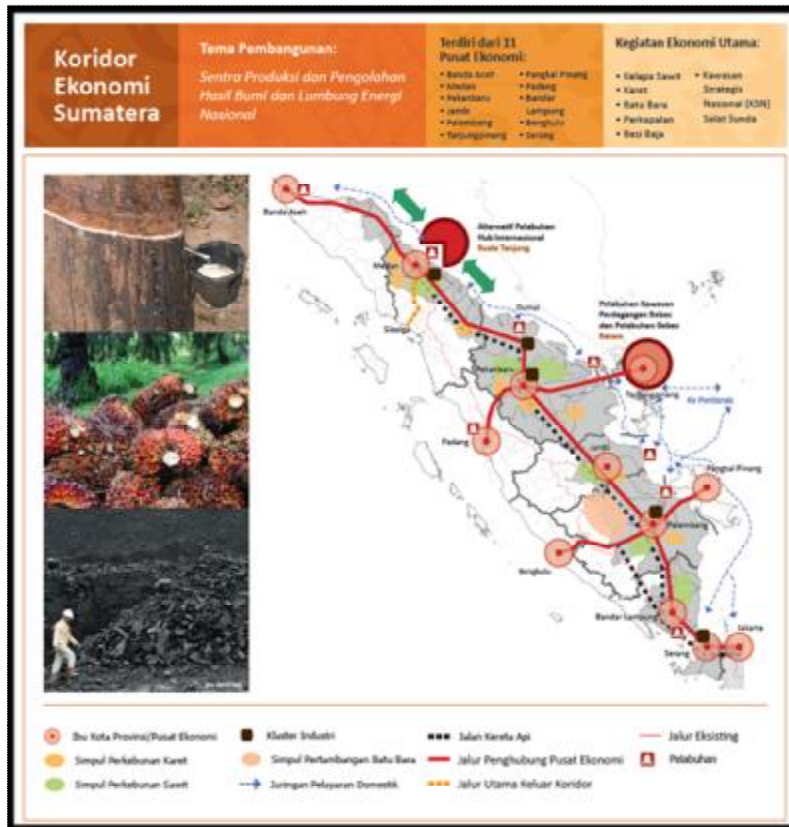 Koridor
Ekonomi
Sumatera
Tema Pembangunan:
Sentra Produksi dan Pengolahan
Hasil Bumi dan Lumbung Energi
Nasional
Terdiri dari 11
Pusat Ekonomi:
• Banda Aceh
• Medan
• Pekanbaru
• Jambi
• Palembang
• Tanjungpinang
• Pangkal Pinang
• Padang
• Bandar
Lampung
• Bengkulu
• Serang
Kegiatan Ekonomi Utama:
• Kelapa Sawit
• Karet
• Batu Bara
• Perkapalan
• Besi Baja
• Kawasan
Strategis
Nasional (KSN)
Selat Sunda
Banda Aceh
Alternatif Pelabuhan
Hub Internasional
Kuala Tanjung
Medan
Sibolga
Dumai
Pelabuhan Kawasan
Perdagangan Bebas
dan Pelabuhan Bebas
Batam
Pekanbaru
Tanjungpinang
Ke Pontianak
Padang
Jambi
Pangkal Pinang
Palembang
Bengkulu
Bandar Lampung
Jakarta
Serang
Ibu Kota Provinsi/Pusat Ekonomi
Kluster Industri
Jalan Kereta Api
Jalur Eksisting
Simpul Perkebunan Karet
Simpul Pertambangan Batu Bara
Jalur Penghubung Pusat Ekonomi
Pelabuhan
Simpul Perkebunan Sawit
Jaringan Pelayaran Domestik
Jalur Utama Keluar Koridor